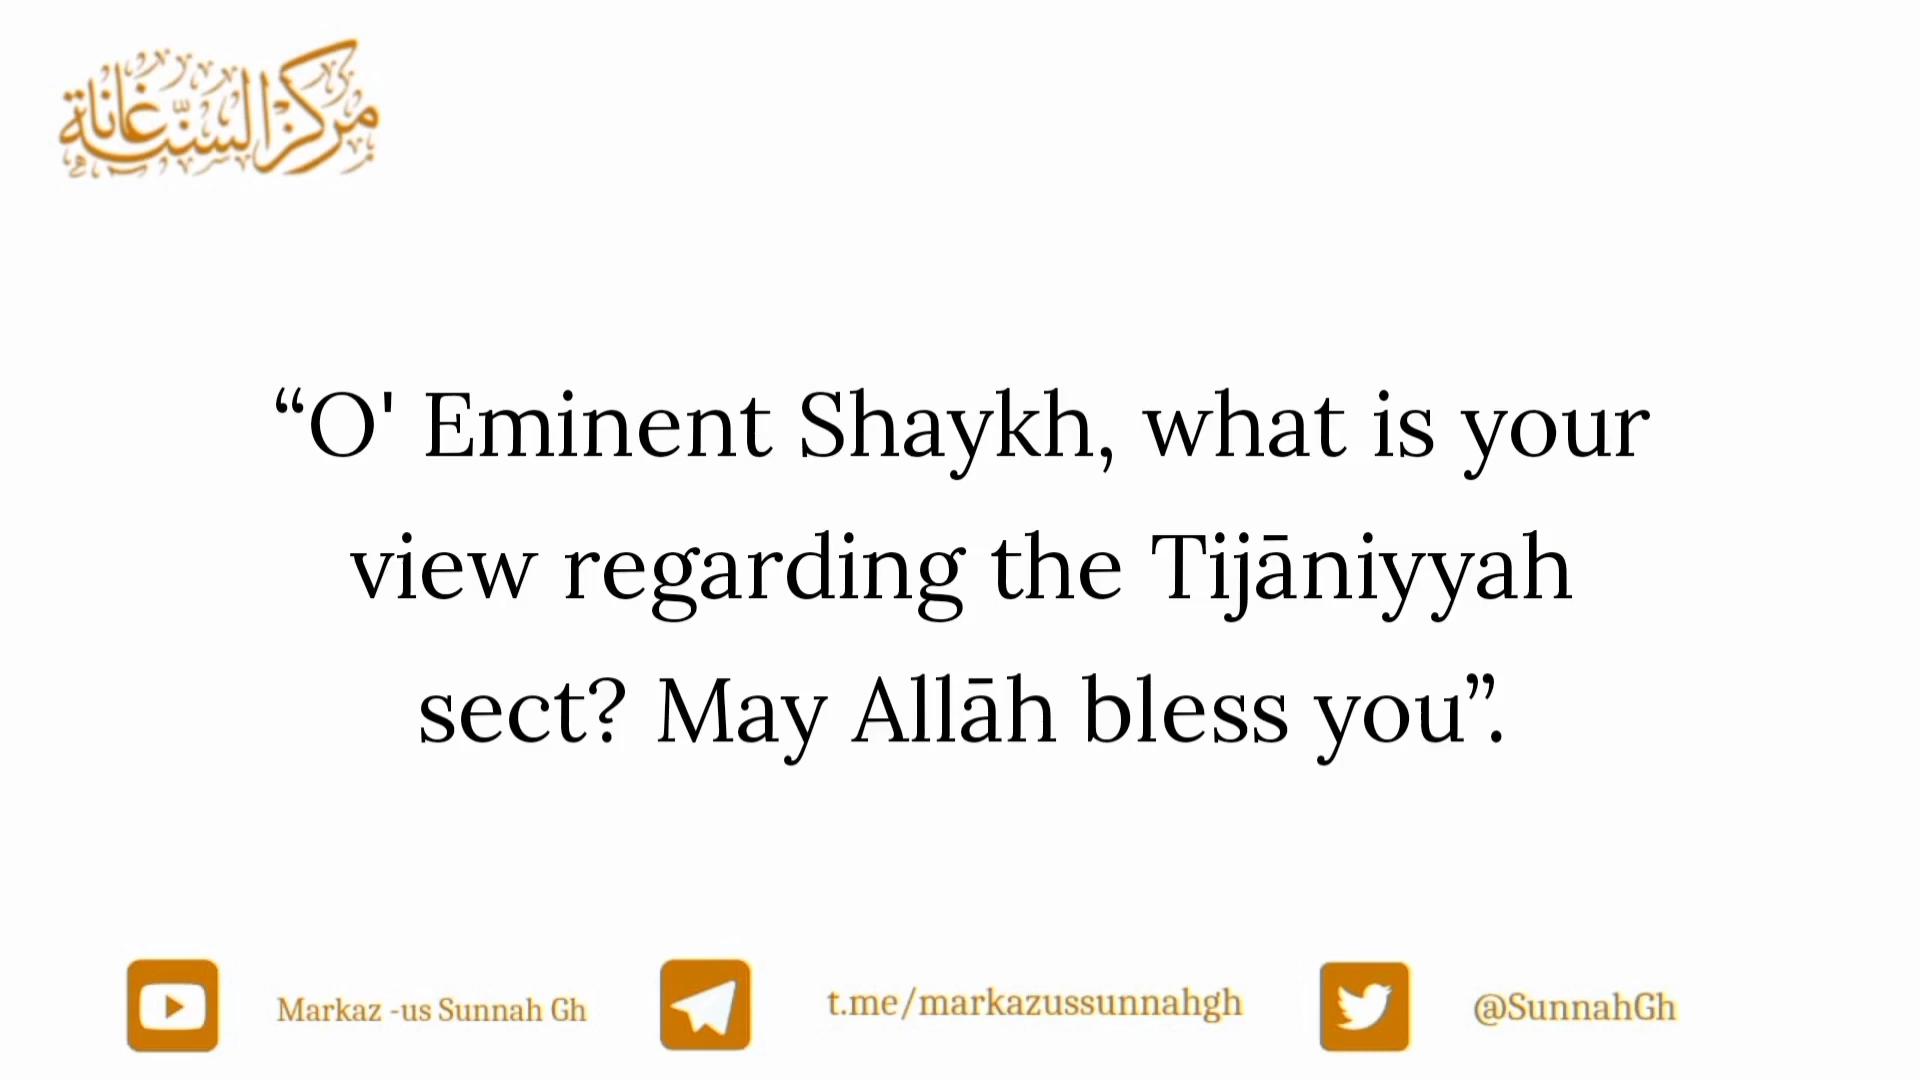 مركز السنة غانة
“O' Eminent Shaykh, what is your
view regarding the Tijāniyyah
sect? May Allāh bless you”.
Markaz -us Sunnah Gh
t.me/markazussunnahgh
@SunnahGh